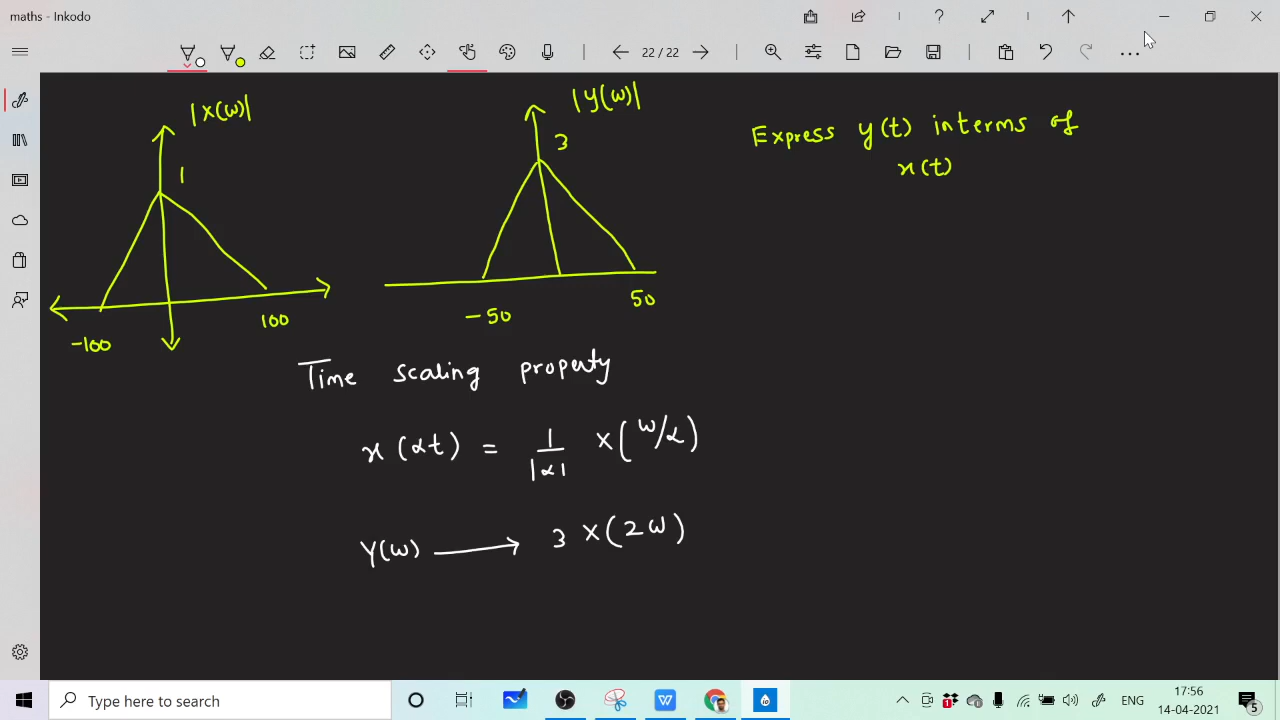 maths - Inkodo
22 / 22
|X(ω)|
1
-100
100
|Y(ω)|
3
-50
50
Express y(t) interms of
x(t)
Time scaling property
x(αt) = 1/|α| X(ω/α)
Y(ω) ⟶ 3 X(2ω)
Type here to search
ENG
17:56
14-04-2021
5